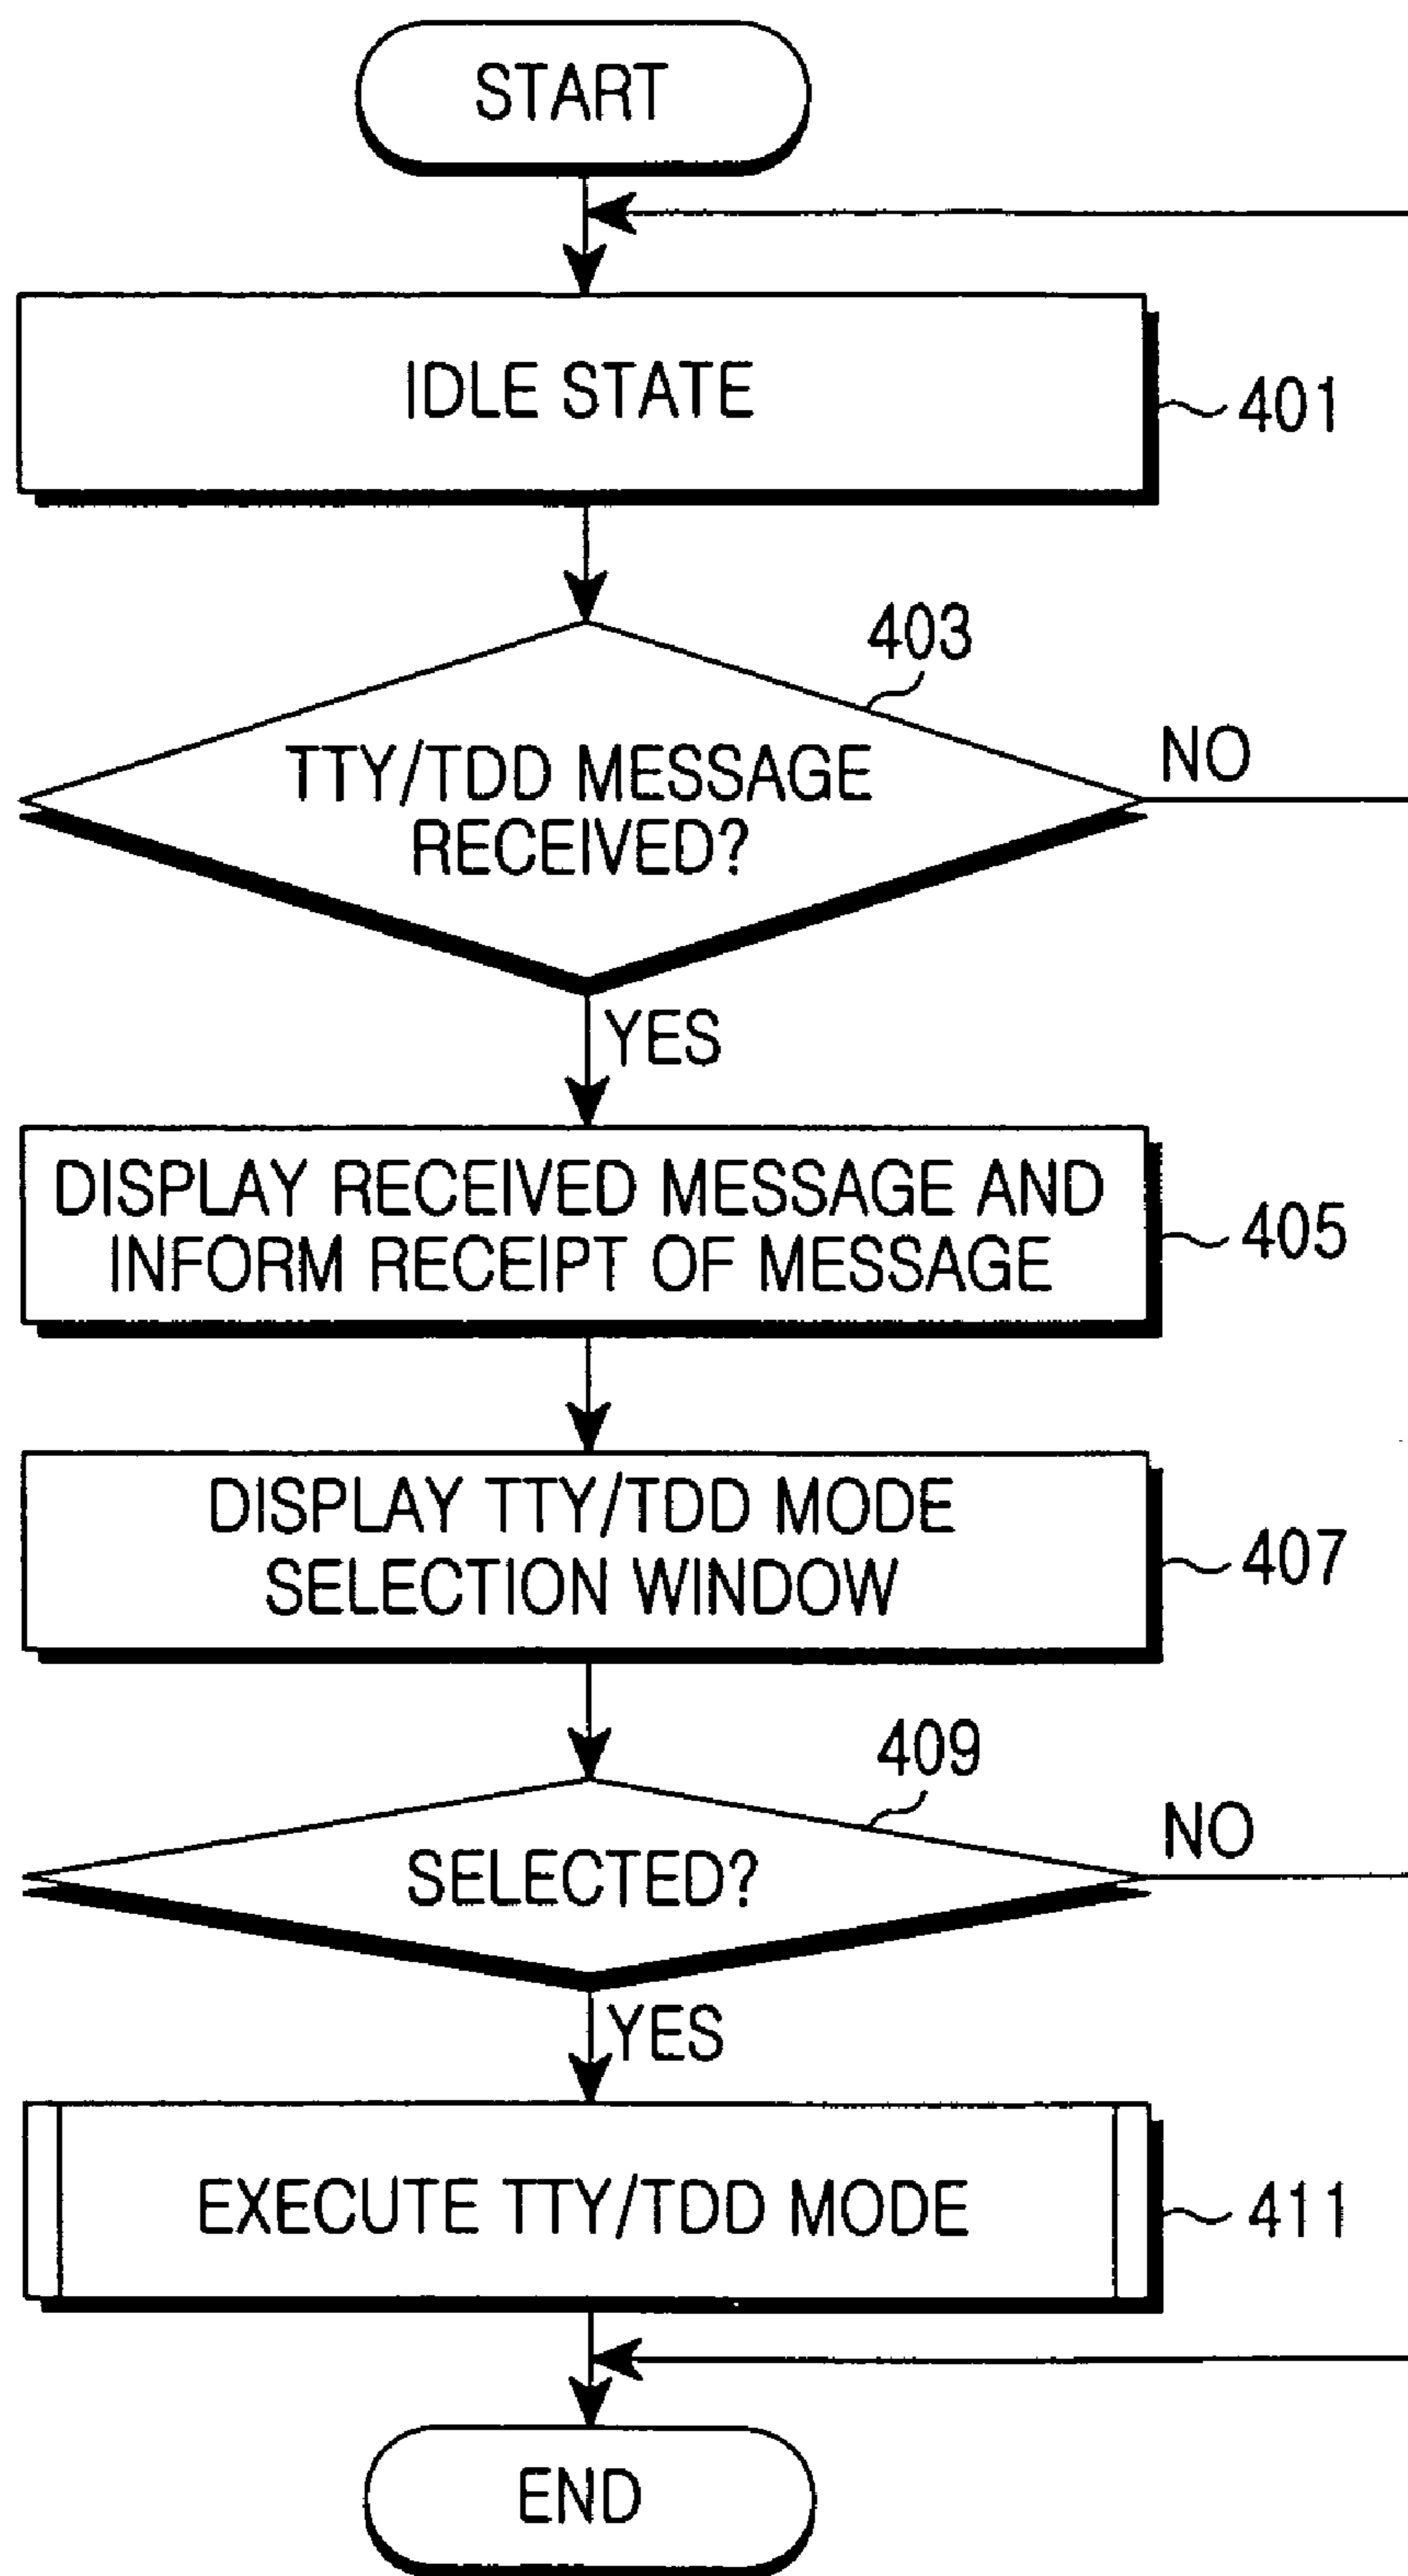 START
IDLE STATE
401
403
TTY/TDD MESSAGE
RECEIVED?
NO
YES
DISPLAY RECEIVED MESSAGE AND
INFORM RECEIPT OF MESSAGE
405
DISPLAY TTY/TDD MODE
SELECTION WINDOW
407
409
SELECTED?
NO
YES
EXECUTE TTY/TDD MODE
411
END